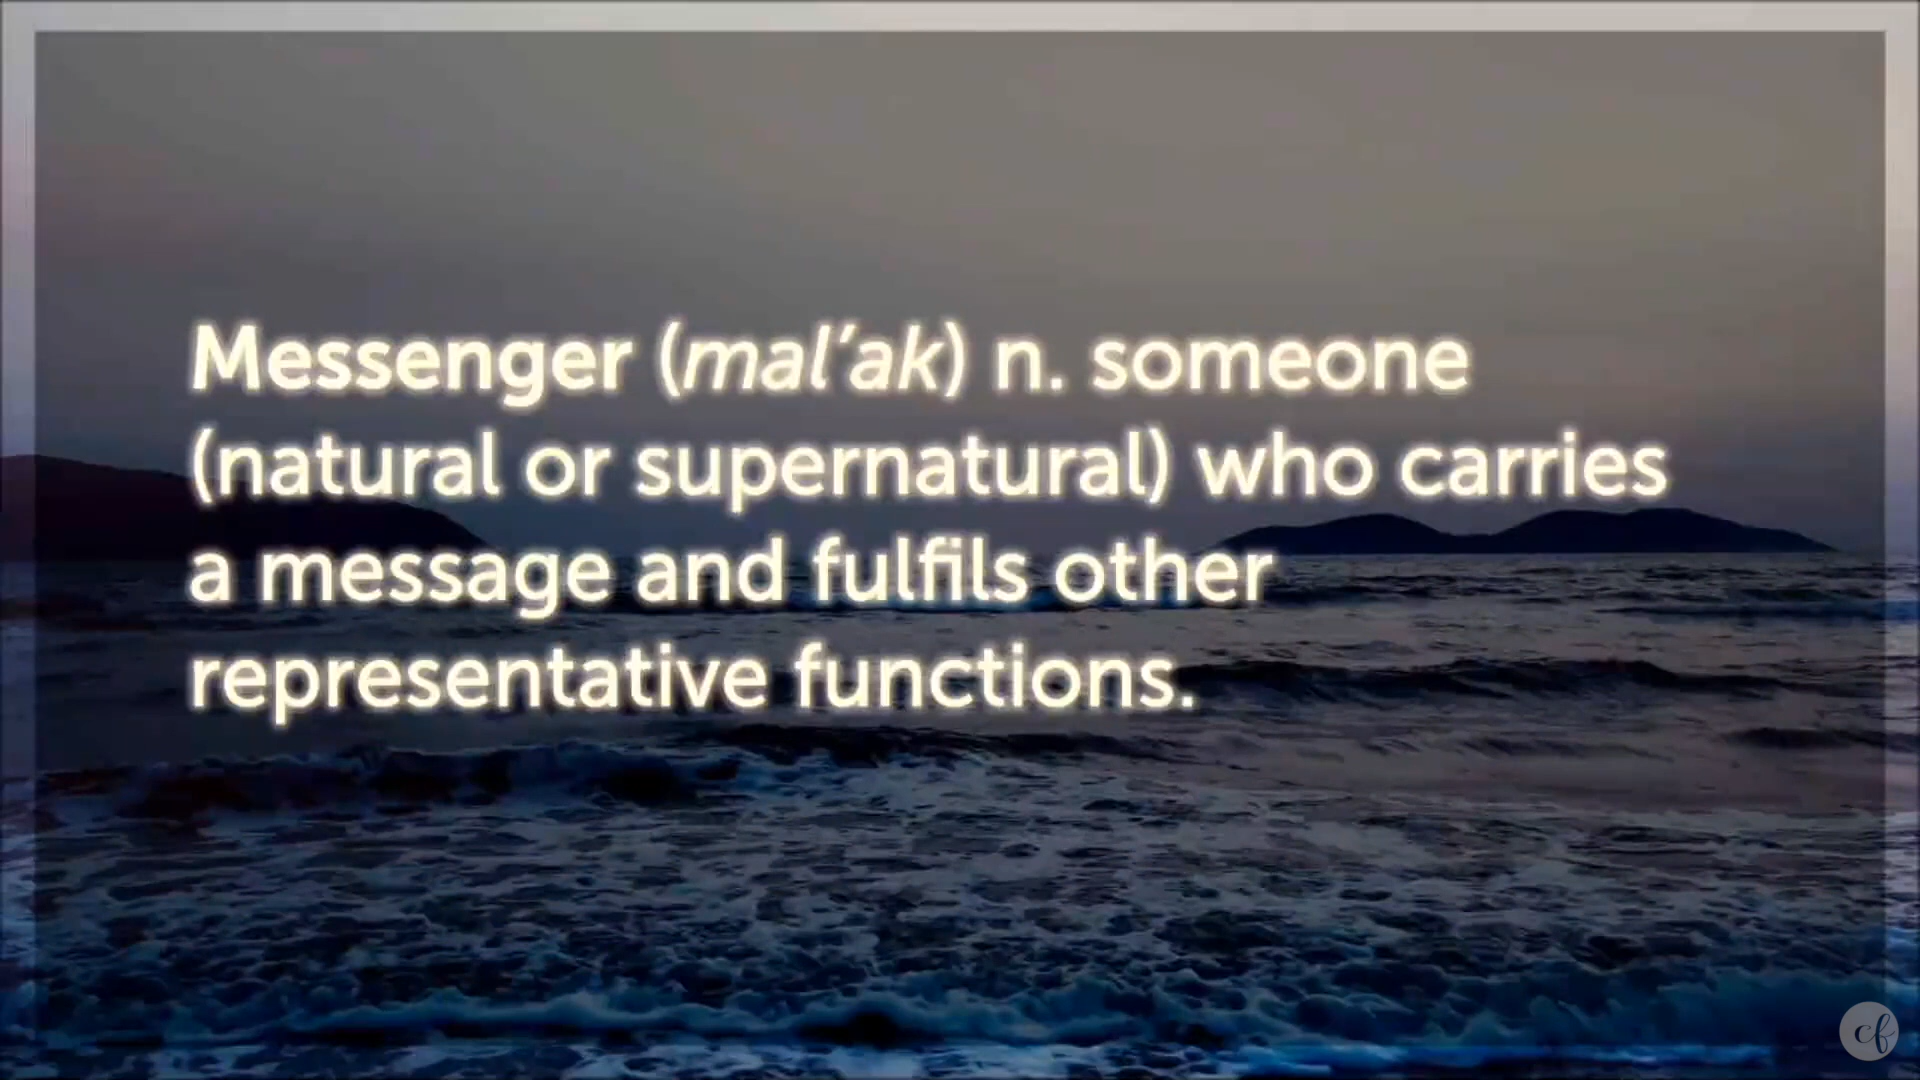 Messenger (mal´ak) n. someone
(natural or supernatural) who carries
a message and fulfils other
representative functions.
cf